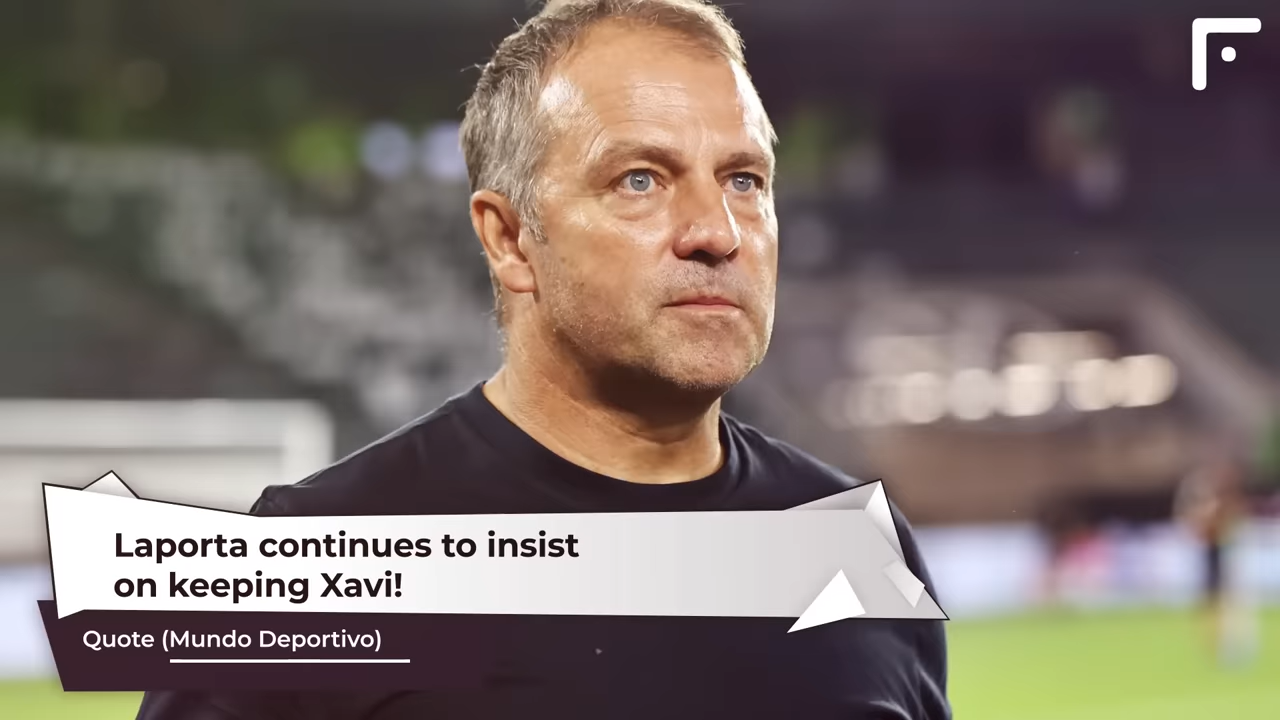 Laporta continues to insist
on keeping Xavi!
Quote (Mundo Deportivo)